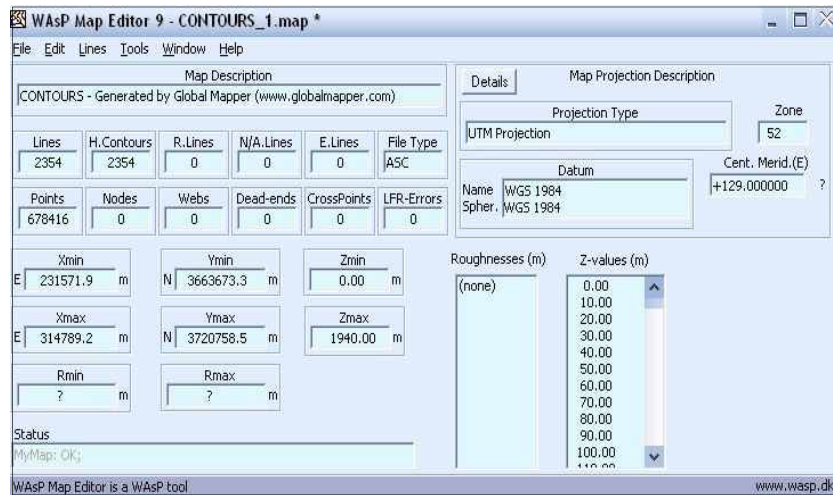 WAsP Map Editor 9 - CONTOURS_1.map *
File Edit Lines Tools Window Help
Map Description
CONTOURS - Generated by Global Mapper (www.globalmapper.com)
Details Map Projection Description
Projection Type Zone
UTM Projection 52
Lines H.Contours R.Lines N/A.Lines E.Lines File Type
2354 2354 0 0 0 ASC
Datum Cent. Merid.(E)
Name WGS 1984 +129.000000 ?
Spher. WGS 1984
Points Nodes Webs Dead-ends CrossPoints LFR-Errors
678416 0 0 0 0 0
Xmin Ymin Zmin
E 231571.9 m N 3663673.3 m 0.00 m
Xmax Ymax Zmax
E 314789.2 m N 3720758.5 m 1940.00 m
Rmin Rmax
? m ? m
Roughnesses (m) Z-values (m)
(none) 0.00
10.00
20.00
30.00
40.00
50.00
60.00
70.00
80.00
90.00
100.00
Status
MyMap: OK;
WAsP Map Editor is a WAsP tool www.wasp.dk